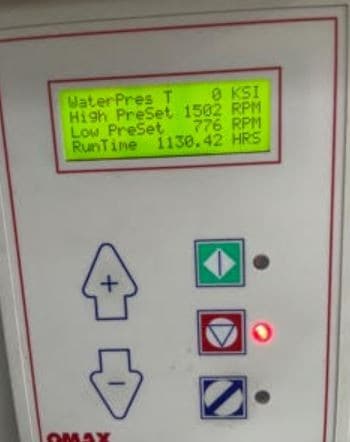 WaterPres T 0 KSI
High PreSet 1502 RPM
Low PreSet 776 RPM
RunTime 1130.42 HRS
+
-
OMAX